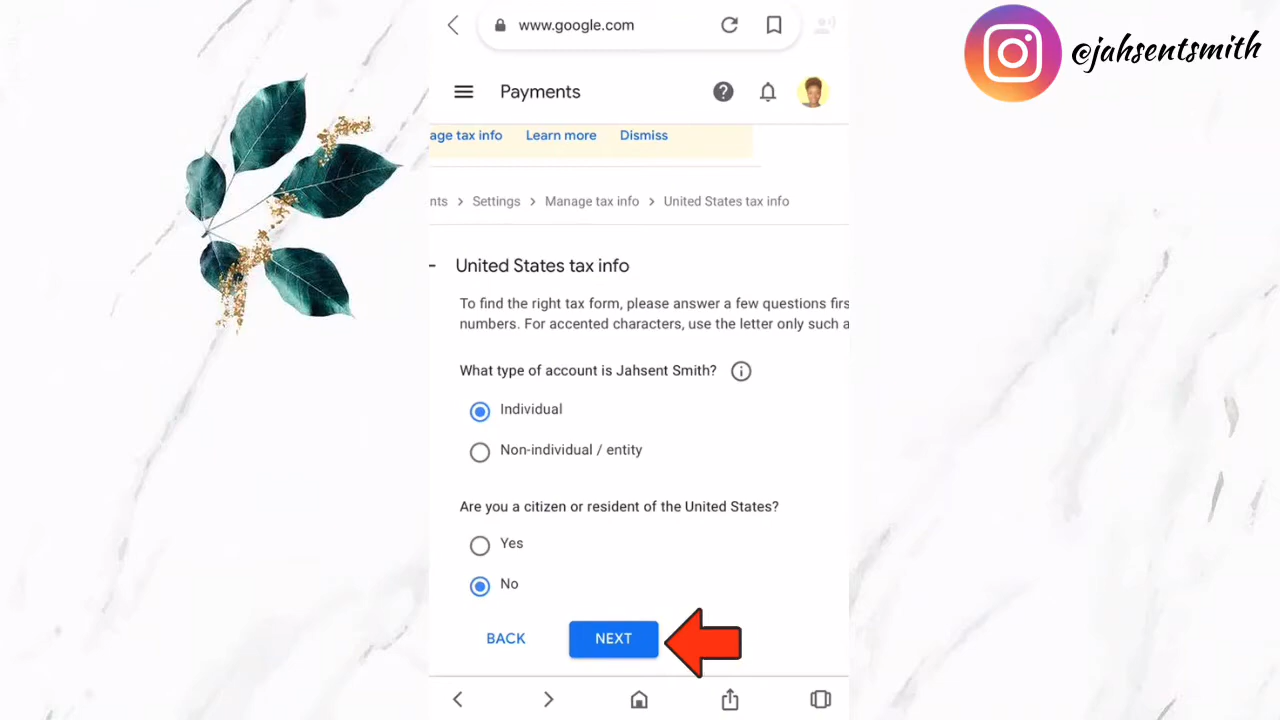 www.google.com
@jahsentsmith
Payments
age tax info Learn more Dismiss
nts > Settings > Manage tax info > United States tax info
United States tax info
To find the right tax form, please answer a few questions firs
numbers. For accented characters, use the letter only such a
What type of account is Jahsent Smith?
Individual
Non-individual / entity
Are you a citizen or resident of the United States?
Yes
No
BACK NEXT